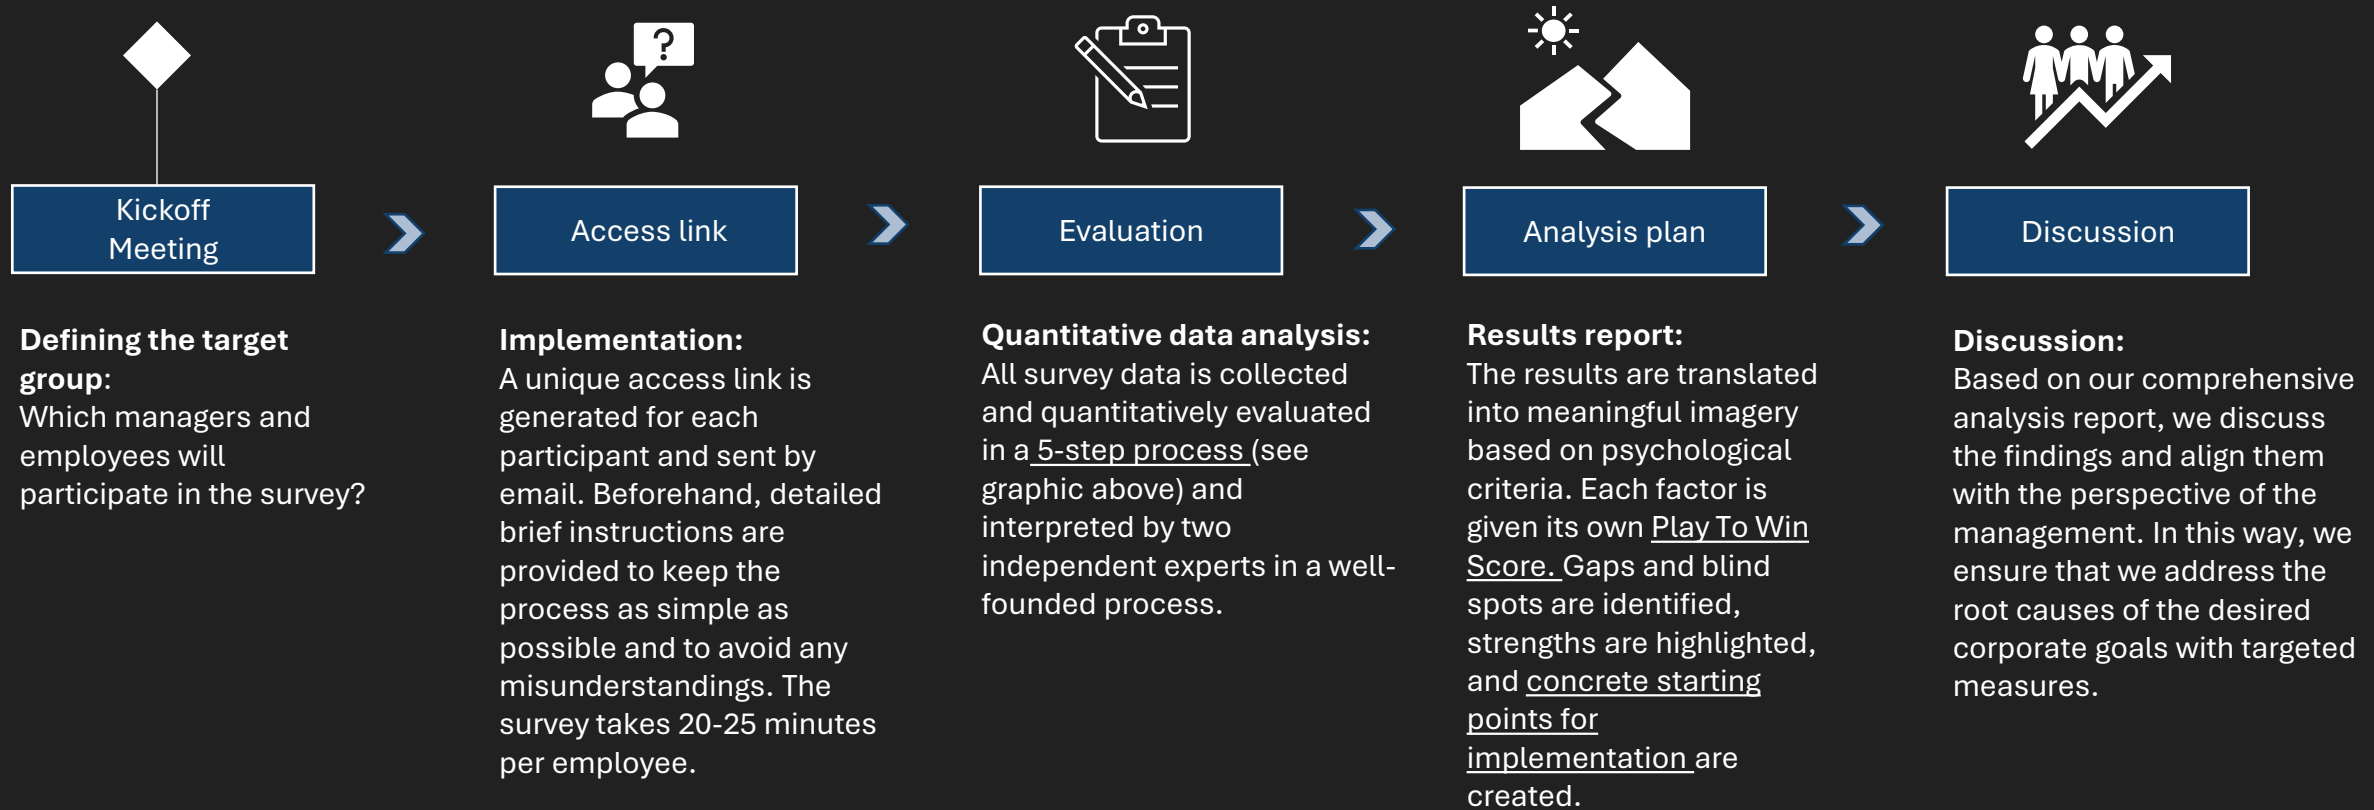 ?
Kickoff
Meeting
Access link
Evaluation
Analysis plan
Discussion
Defining the target
group:
Which managers and
employees will
participate in the survey?
Implementation:
A unique access link is
generated for each
participant and sent by
email. Beforehand, detailed
brief instructions are
provided to keep the
process as simple as
possible and to avoid any
misunderstandings. The
survey takes 20-25 minutes
per employee.
Quantitative data analysis:
All survey data is collected
and quantitatively evaluated
in a 5-step process (see
graphic above) and
interpreted by two
independent experts in a well-
founded process.
Results report:
The results are translated
into meaningful imagery
based on psychological
criteria. Each factor is
given its own Play To Win
Score. Gaps and blind
spots are identified,
strengths are highlighted,
and concrete starting
points for
implementation are
created.
Discussion:
Based on our comprehensive
analysis report, we discuss
the findings and align them
with the perspective of the
management. In this way, we
ensure that we address the
root causes of the desired
corporate goals with targeted
measures.